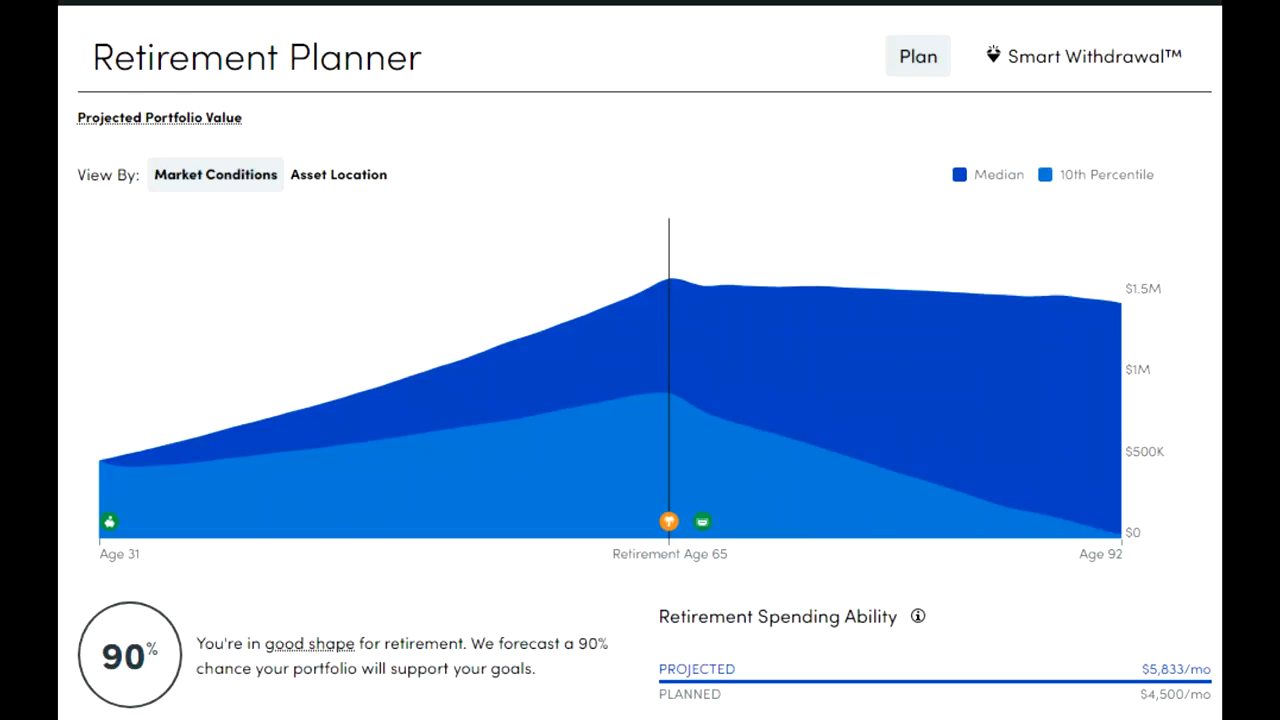 Retirement Planner
Plan
Smart Withdrawal™
Projected Portfolio Value
View By: Market Conditions Asset Location
Median 10th Percentile
$1.5M
$1M
$500K
$0
Age 31 Retirement Age 65 Age 92
90%
You're in good shape for retirement. We forecast a 90%
chance your portfolio will support your goals.
Retirement Spending Ability
PROJECTED $5,833/mo
PLANNED $4,500/mo